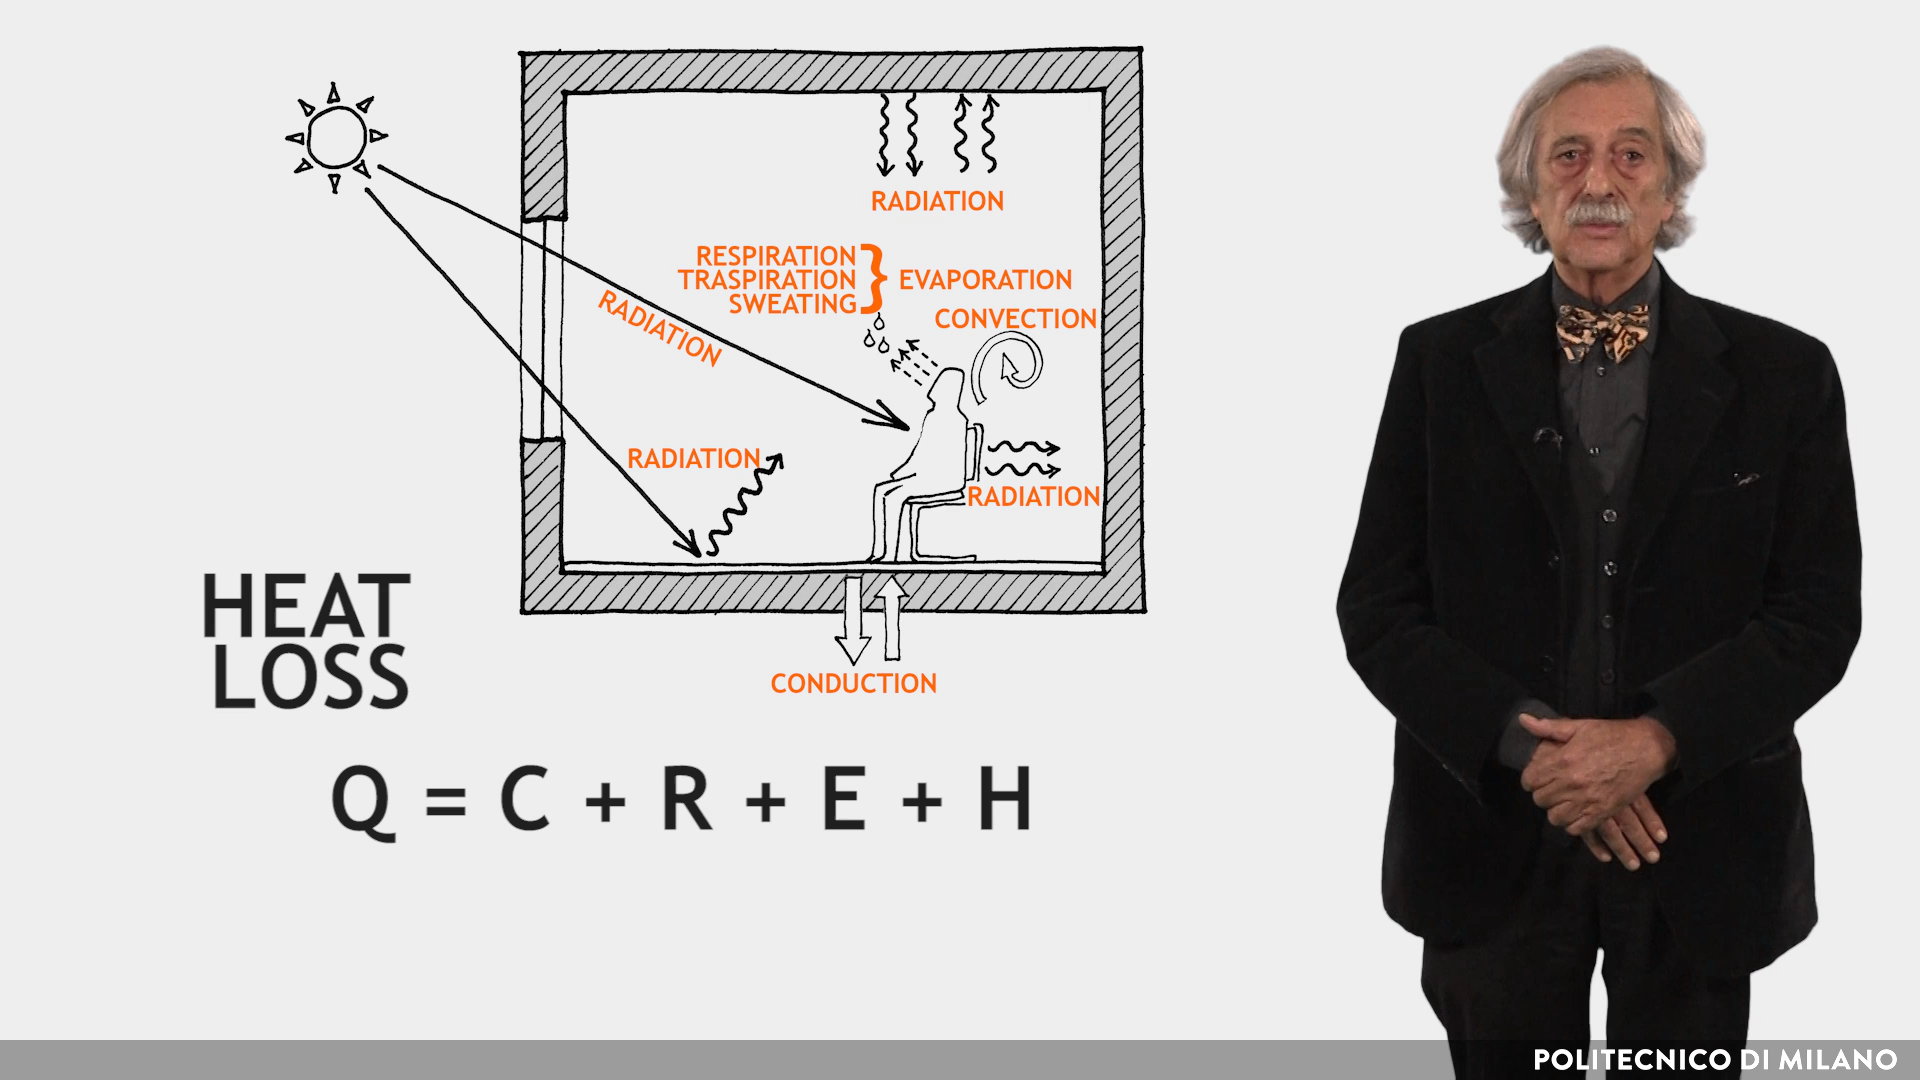 RADIATION
RESPIRATION
TRASPIRATION
SWEATING
EVAPORATION
CONVECTION
RADIATION
RADIATION
RADIATION
CONDUCTION
HEAT
LOSS
Q = C + R + E + H
POLITECNICO DI MILANO